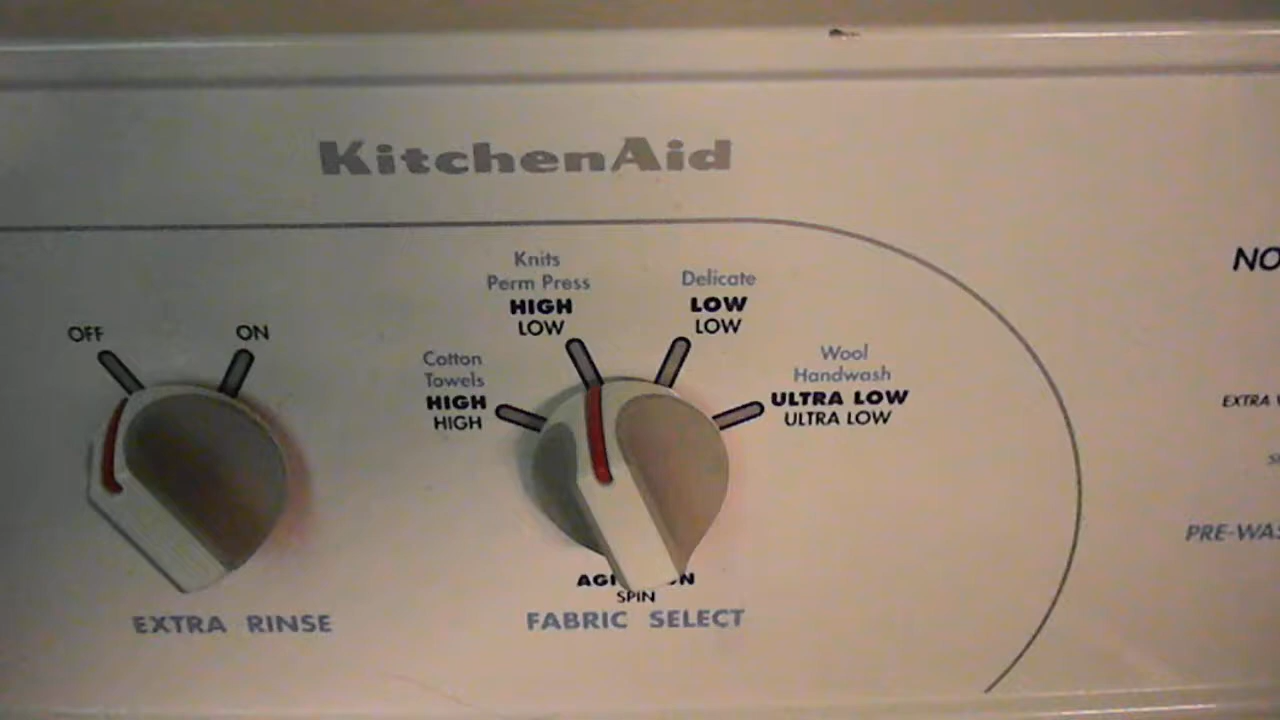 KitchenAid
OFF
ON
EXTRA RINSE
Cotton
Towels
HIGH
HIGH
Knits
Perm Press
HIGH
LOW
Delicate
LOW
LOW
Wool
Handwash
ULTRA LOW
ULTRA LOW
SPIN
FABRIC SELECT
EXTRA